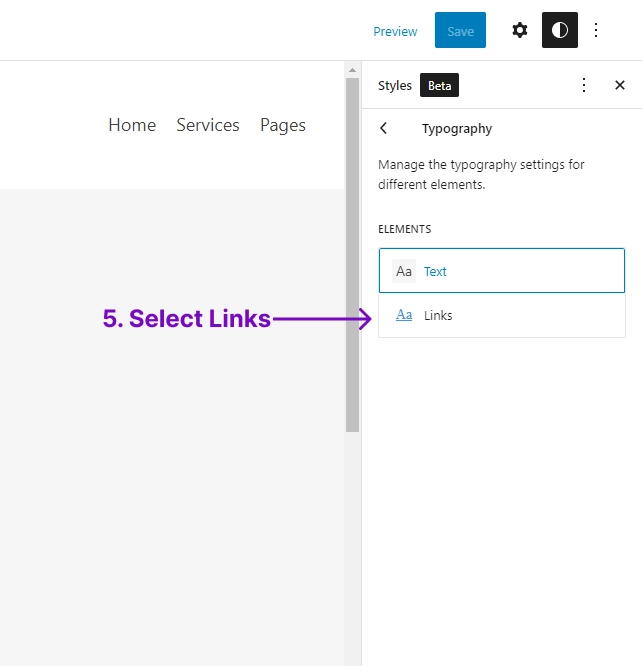 Preview Save
Styles Beta
Home Services Pages
Typography
Manage the typography settings for
different elements.
ELEMENTS
Aa Text
5. Select Links
Aa Links